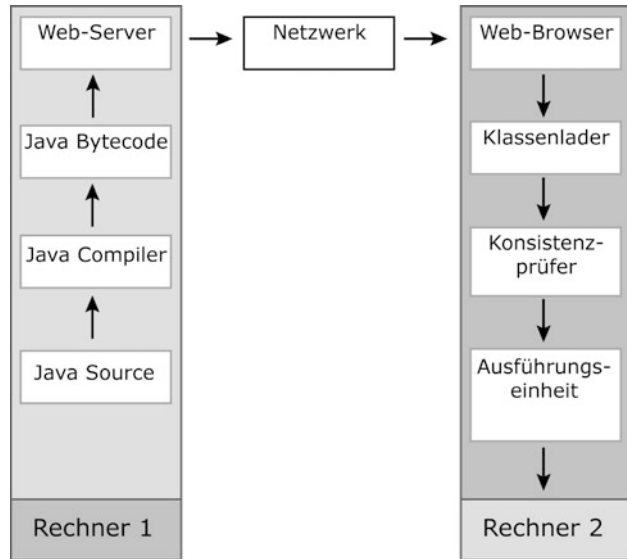 Web-Server
Netzwerk
Web-Browser
Java Bytecode
Klassenlader
Java Compiler
Konsistenz-
prüfer
Java Source
Ausführungs-
einheit
Rechner 1
Rechner 2